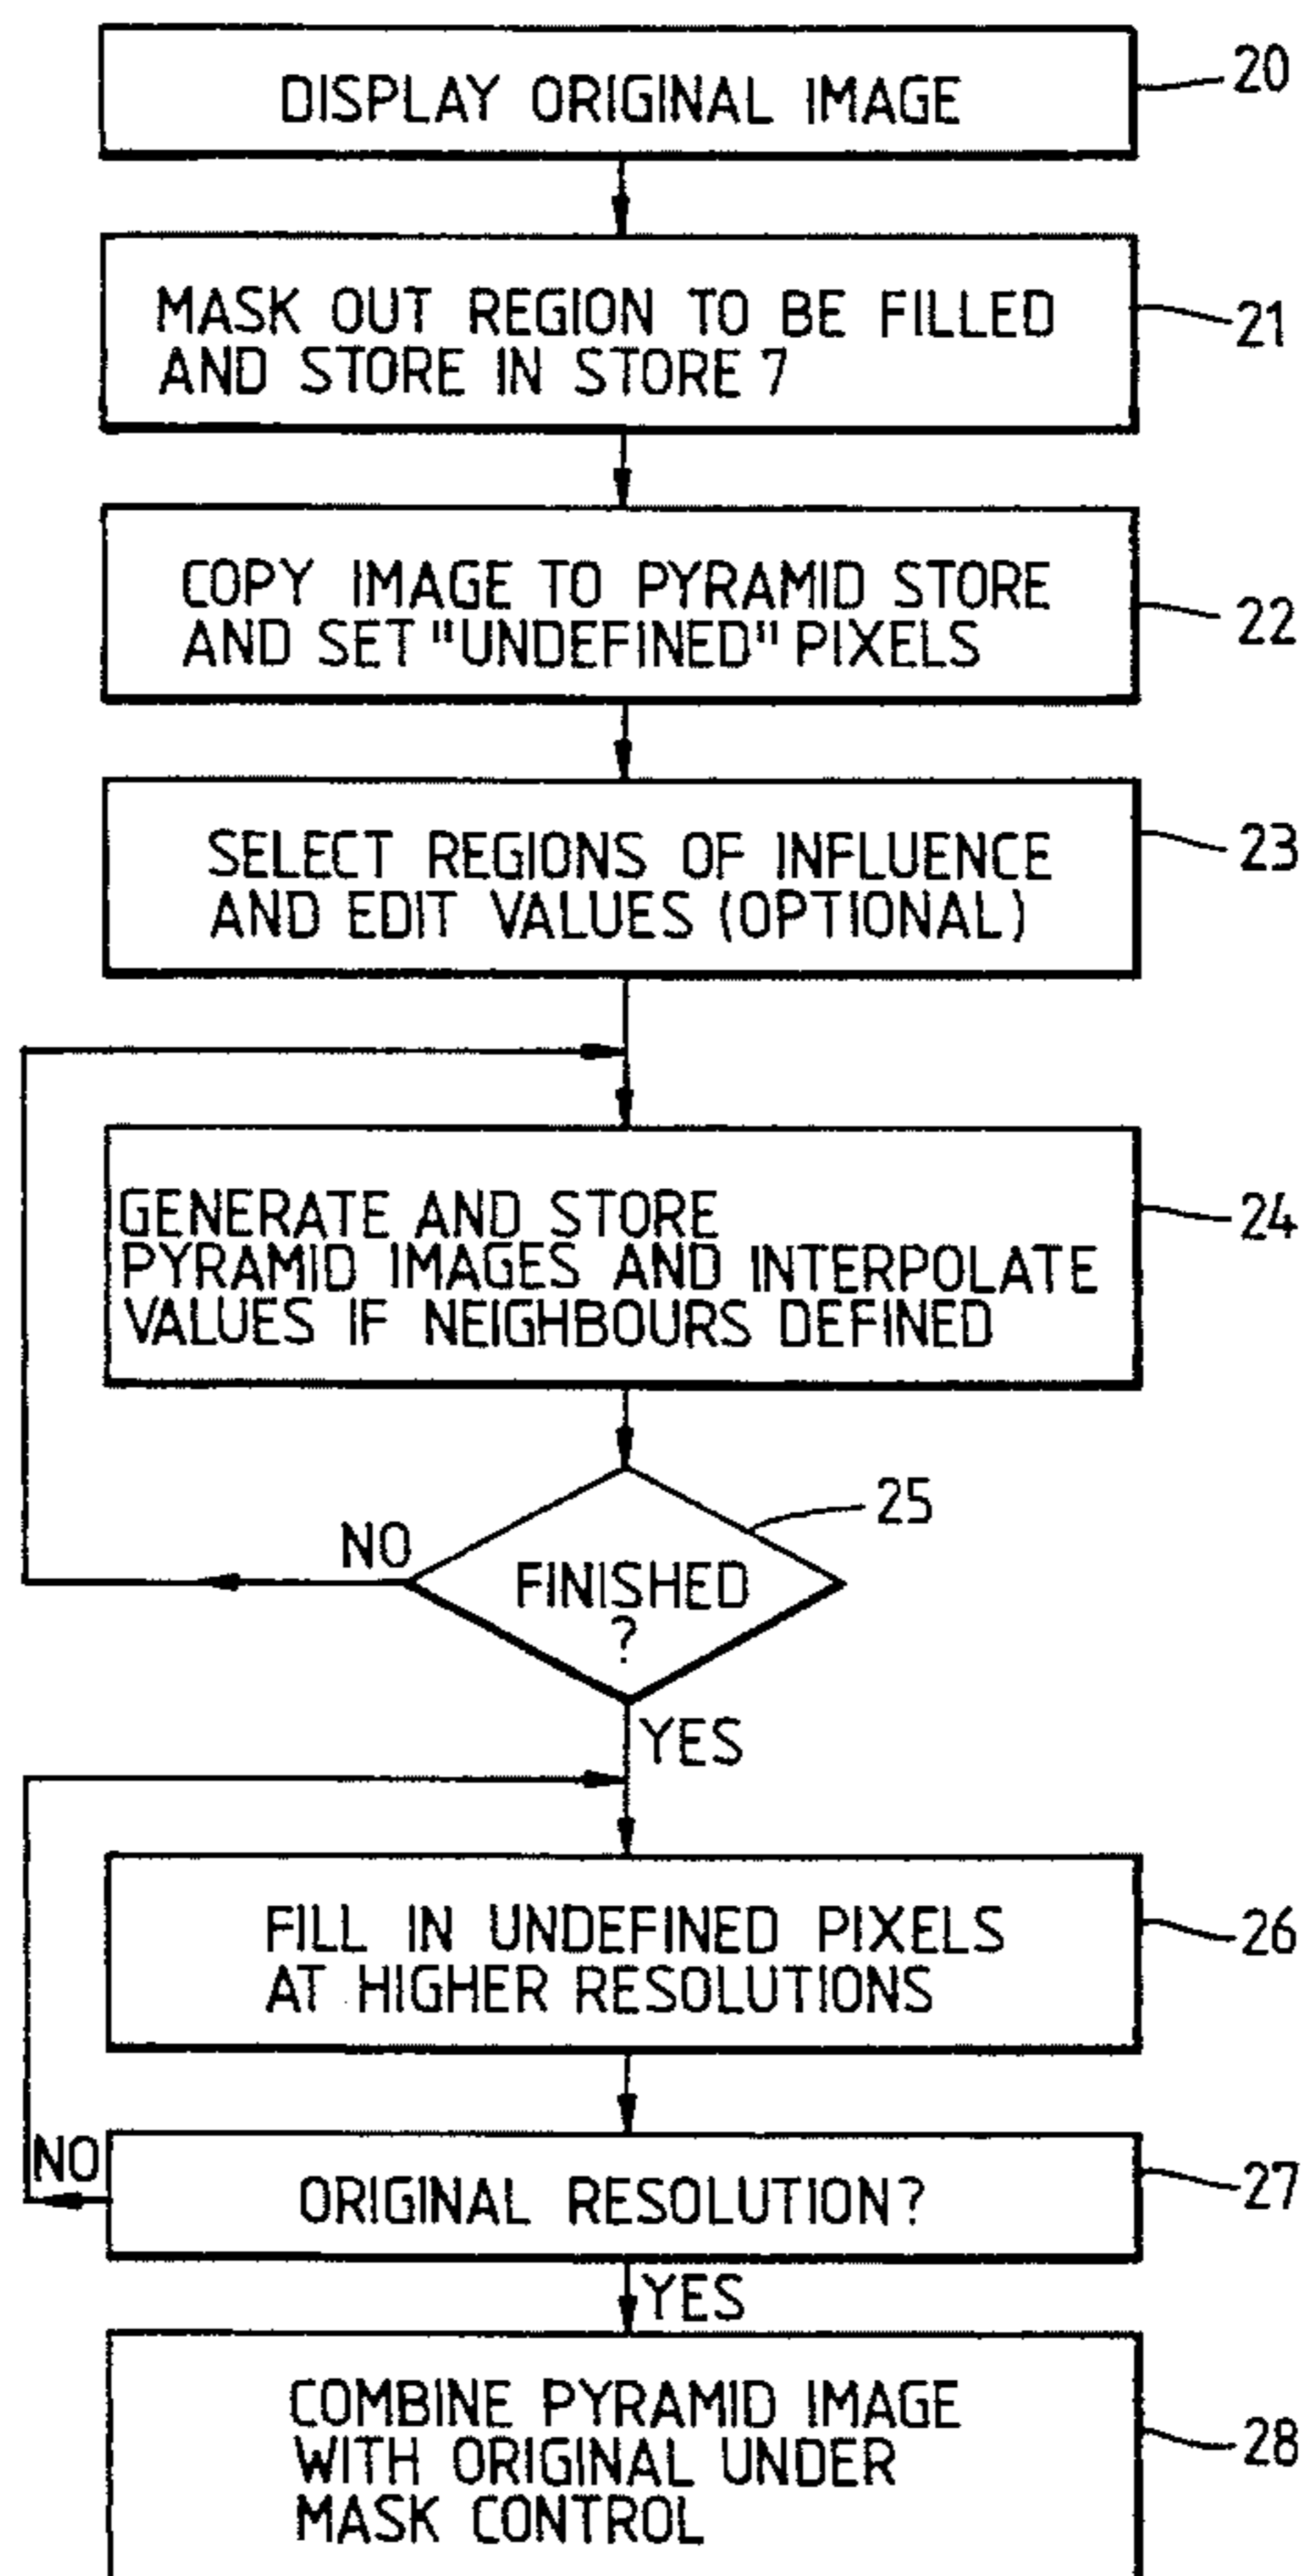 DISPLAY ORIGINAL IMAGE
20
MASK OUT REGION TO BE FILLED
AND STORE IN STORE 7
21
COPY IMAGE TO PYRAMID STORE
AND SET "UNDEFINED" PIXELS
22
SELECT REGIONS OF INFLUENCE
AND EDIT VALUES (OPTIONAL)
23
GENERATE AND STORE
PYRAMID IMAGES AND INTERPOLATE
VALUES IF NEIGHBOURS DEFINED
24
25
NO
FINISHED
?
YES
FILL IN UNDEFINED PIXELS
AT HIGHER RESOLUTIONS
26
NO
ORIGINAL RESOLUTION?
27
YES
COMBINE PYRAMID IMAGE
WITH ORIGINAL UNDER
MASK CONTROL
28